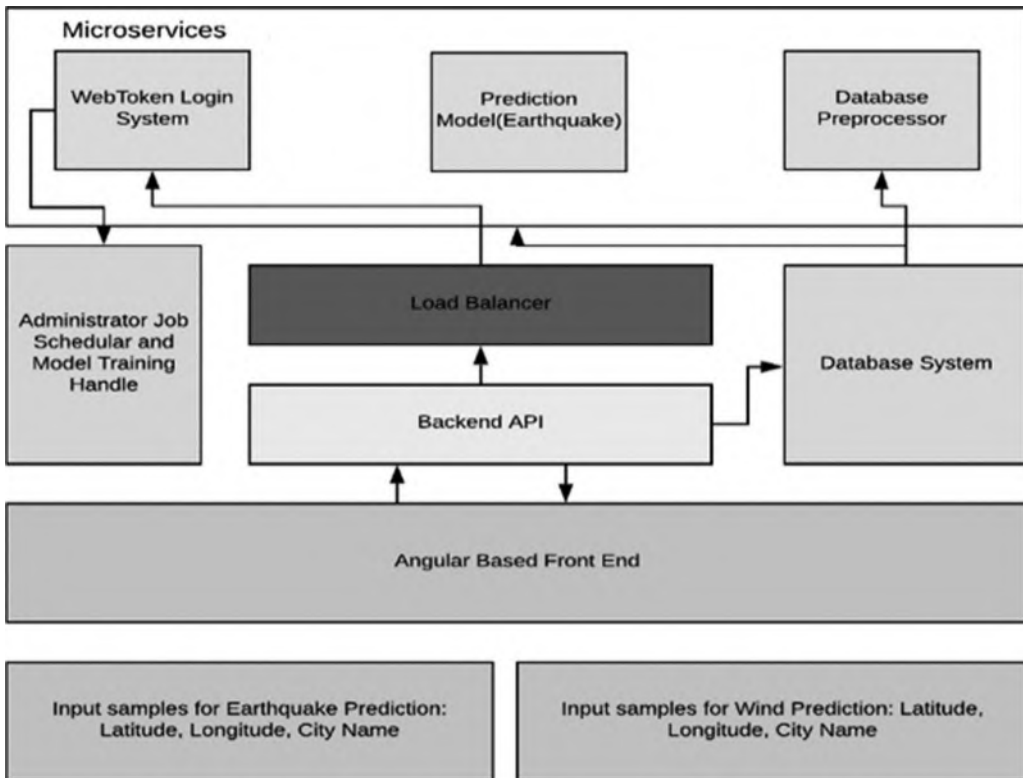 Microservices
WebToken Login
System
Prediction
Model(Earthquake)
Database
Preprocessor
Administrator Job
Schedular and
Model Training
Handle
Load Balancer
Backend API
Database System
Angular Based Front End
Input samples for Earthquake Prediction:
Latitude, Longitude, City Name
Input samples for Wind Prediction: Latitude,
Longitude, City Name